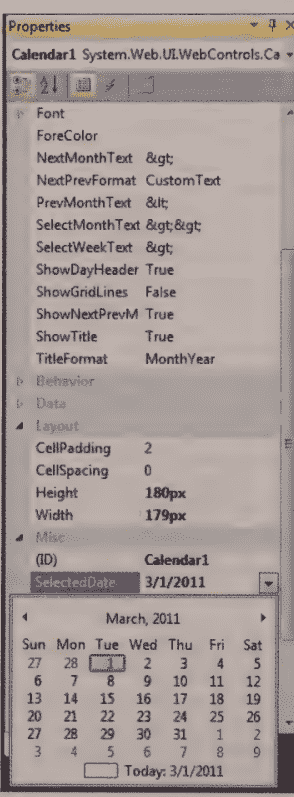 Properties
Calendar1 System.Web.UI.WebControls.Ca
Font
ForeColor
NextMonthText &gt;
NextPrevFormat CustomText
PrevMonthText &lt;
SelectMonthText &gt;&gt;
SelectWeekText &gt;
ShowDayHeader True
ShowGridLines False
ShowNextPrevM True
ShowTitle True
TitleFormat MonthYear
Behavior
Data
Layout
CellPadding 2
CellSpacing 0
Height 180px
Width 179px
Misc
(ID) Calendar1
SelectedDate 3/1/2011
March, 2011
Sun Mon Tue Wed Thu Fri Sat
27 28 1 2 3 4 5
6 7 8 9 10 11 12
13 14 15 16 17 18 19
20 21 22 23 24 25 26
27 28 29 30 31 1 2
3 4 5 6 7 8 9
Today: 3/1/2011